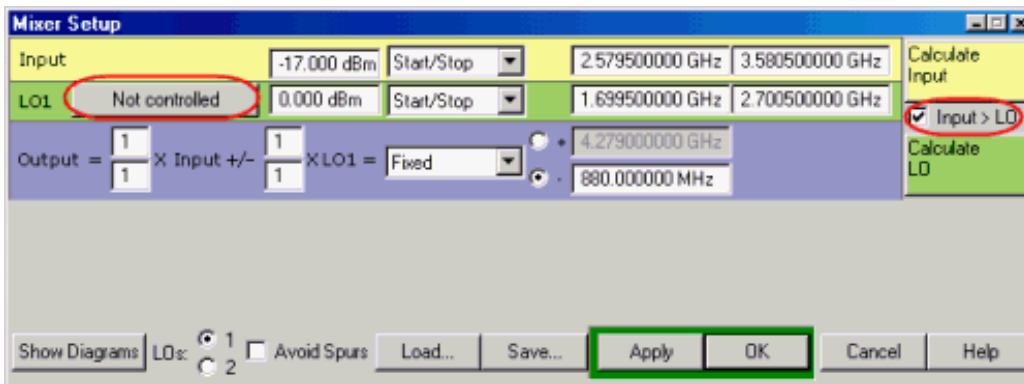 Mixer Setup
Input -17.000 dBm Start/Stop 2.579500000 GHz 3.580500000 GHz Calculate Input
LO1 Not controlled 0.000 dBm Start/Stop 1.699500000 GHz 2.700500000 GHz Input > LO
Output = 1 1 X Input +/- 1 1 X LO1 = Fixed + 4.279000000 GHz Calculate LO
- 880.000000 MHz
Show Diagrams LOs: 1 2 Avoid Spurs Load... Save... Apply OK Cancel Help